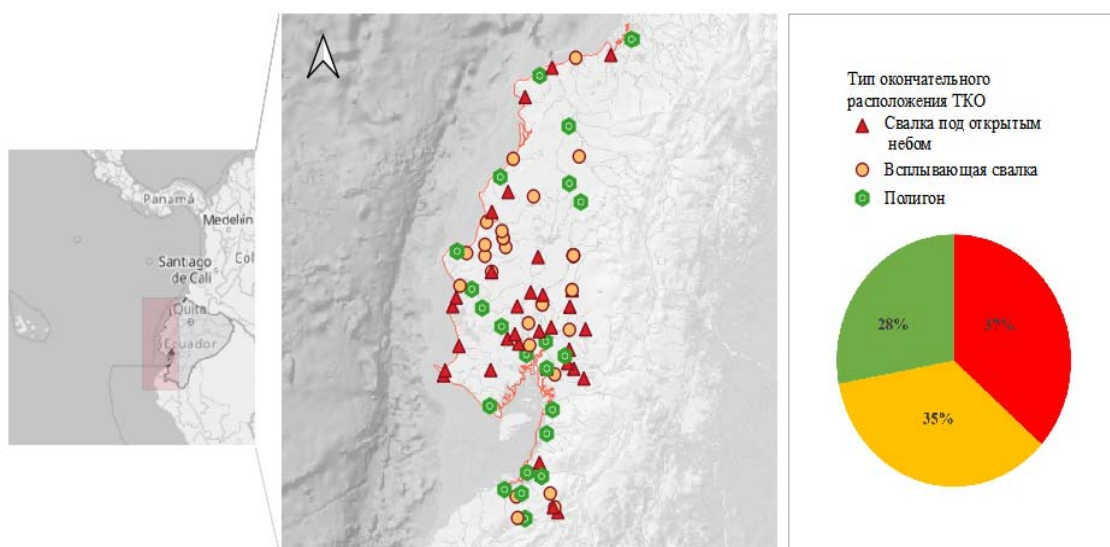 Panamá
Medellín
Col
Santiago
de Cali
Quito
Ecuador
Тип окончательного
расположения ТКО
Свалка под открытым
небом
Всплывающая свалка
Полигон
28%
37%
35%